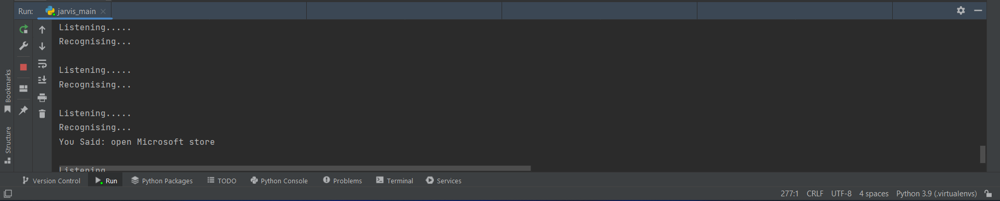 Run: jarvis_main
Listening.....
Recognising...
Listening.....
Recognising...
Listening.....
Recognising...
You Said: open Microsoft store
Listening
Bookmarks
Structure
Version Control Run Python Packages TODO Python Console Problems Terminal Services
277:1 CRLF UTF-8 4 spaces Python 3.9 (.virtualenvs)